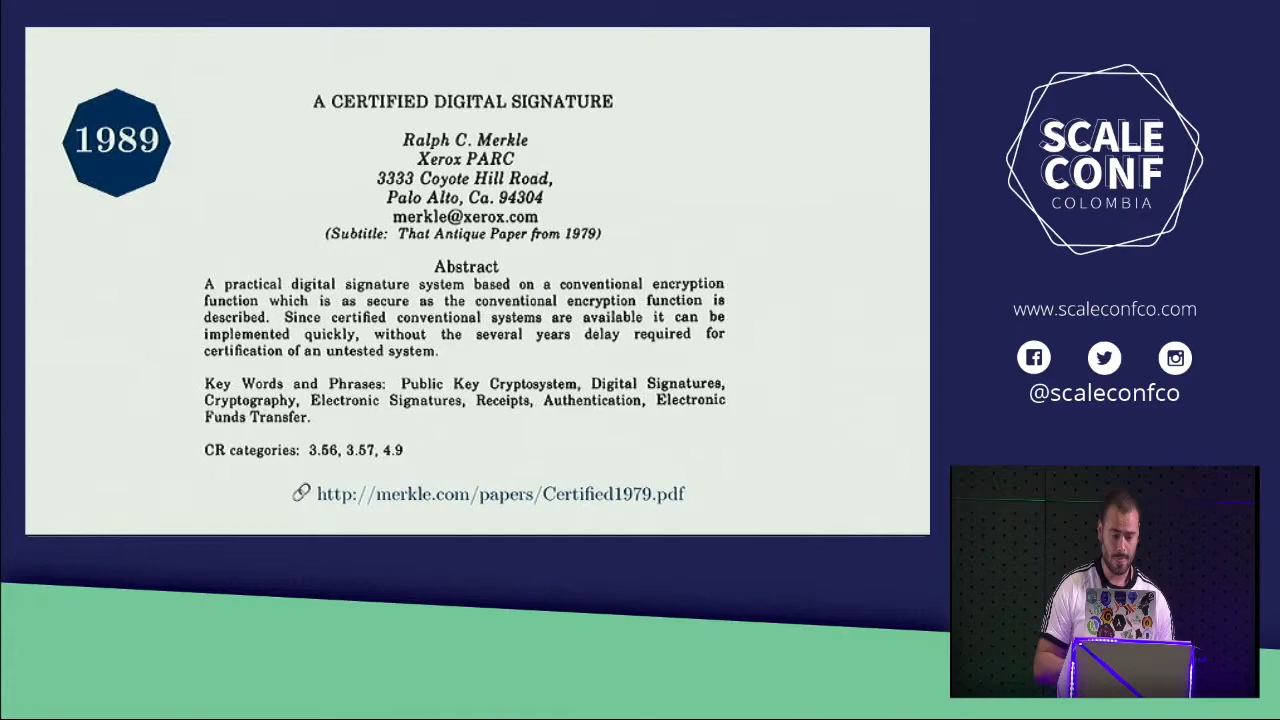 1989
A CERTIFIED DIGITAL SIGNATURE
Ralph C. Merkle
Xerox PARC
3333 Coyote Hill Road,
Palo Alto, Ca. 94304
merkle@xerox.com
(Subtitle: That Antique Paper from 1979)
Abstract
A practical digital signature system based on a conventional encryption
function which is as secure as the conventional encryption function is
described. Since certified conventional systems are available it can be
implemented quickly, without the several years delay required for
certification of an untested system.
Key Words and Phrases: Public Key Cryptosystem, Digital Signatures,
Cryptography, Electronic Signatures, Receipts, Authentication, Electronic
Funds Transfer.
CR categories: 3.56, 3.57, 4.9
http://merkle.com/papers/Certified1979.pdf
SCALE
CONF
COLOMBIA
www.scaleconfco.com
@scaleconfco